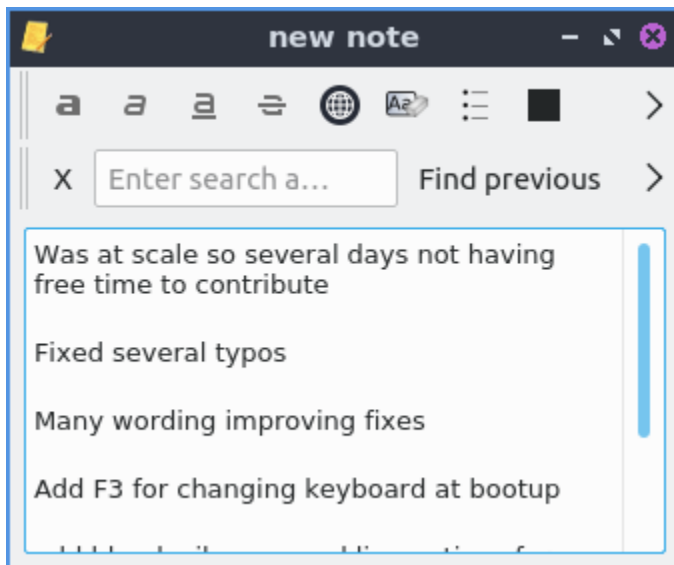 new note
a a a S
Aa
X Enter search a... Find previous
Was at scale so several days not having
free time to contribute
Fixed several typos
Many wording improving fixes
Add F3 for changing keyboard at bootup